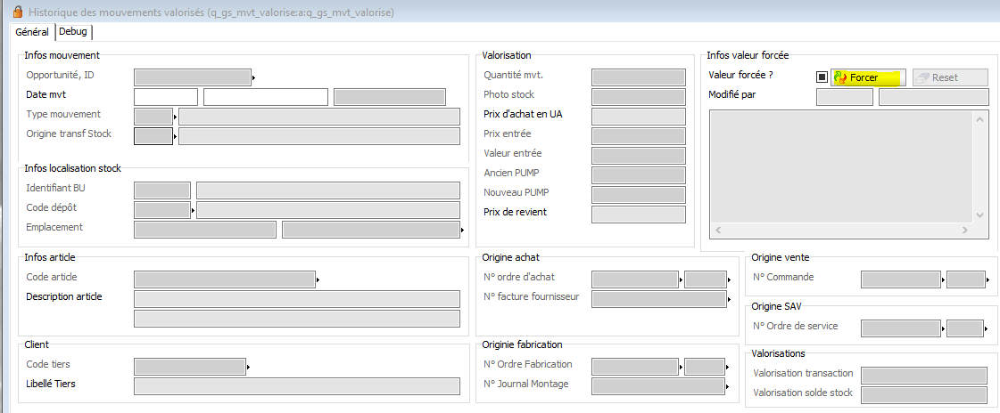 Historique des mouvements valorisés (q_gs_mvt_valorise:a:q_gs_mvt_valorise)
Général
Debug
Infos mouvement
Opportunité, ID
Date mvt
Type mouvement
Origine transf Stock
Infos localisation stock
Identifiant BU
Code dépôt
Emplacement
Infos article
Code article
Description article
Client
Code tiers
Libellé Tiers
Valorisation
Quantité mvt.
Photo stock
Prix d'achat en UA
Prix entrée
Valeur entrée
Ancien PUMP
Nouveau PUMP
Prix de revient
Origine achat
N° ordre d'achat
N° facture fournisseur
Originie fabrication
N° Ordre Fabrication
N° Journal Montage
Infos valeur forcée
Valeur forcée ?
Forcer
Reset
Modifié par
Origine vente
N° Commande
Origine SAV
N° Ordre de service
Valorisations
Valorisation transaction
Valorisation solde stock